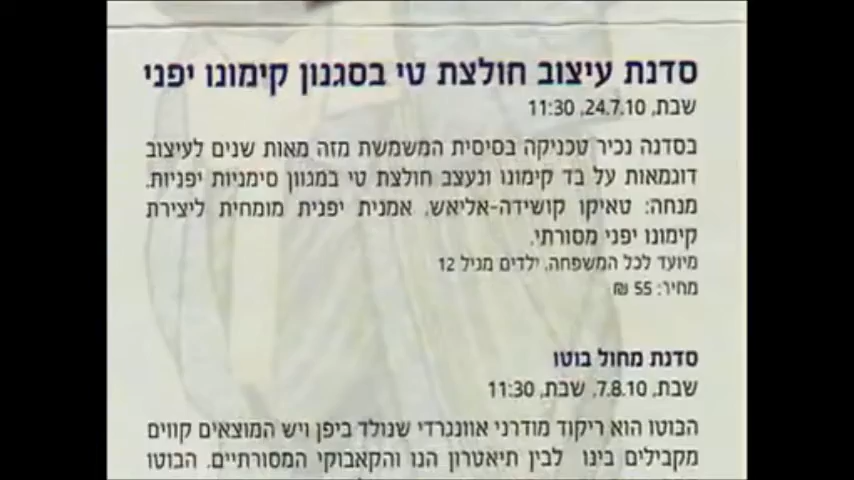 סדנת עיצוב חולצת טי בסגנון קימונו יפני
שבת, 24.7.10, 11:30
בסדנה נכיר טכניקה בסיסית המשמשת מזה מאות שנים לעיצוב
דוגמאות על בד קימונו ונעצב חולצת טי במגוון סימניות יפניות.
מנחה: טאיקו קושידה-אליאש, אמנית יפנית מומחית ליצירת
קימונו יפני מסורתי.
מיועד לכל המשפחה, ילדים מגיל 12
מחיר: 55 ₪
סדנת מחול בוטו
שבת, 7.8.10, שבת, 11:30
הבוטו הוא ריקוד מודרני אוונגרדי שנולד ביפן ויש המוצאים קווים
מקבילים בינו לבין תיאטרון הנו והקאבוקי המסורתיים. הבוטו